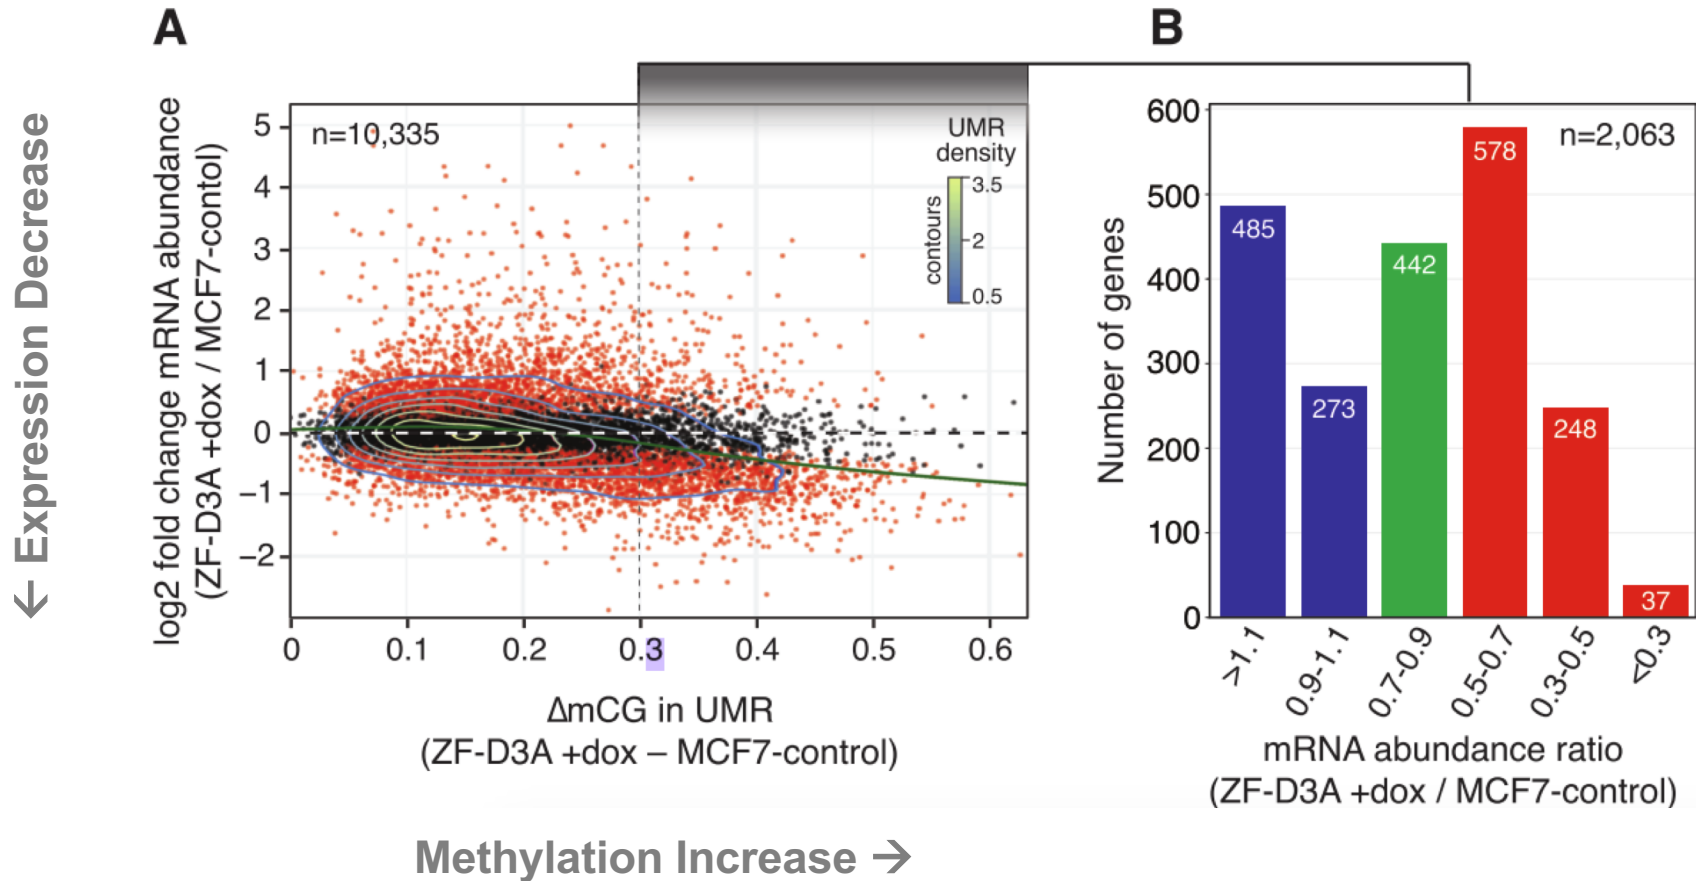 A
B
← Expression Decrease
log2 fold change mRNA abundance
(ZF-D3A +dox / MCF7-contol)
n=10,335
5
4
3
2
1
0
−1
−2
0
0.1
0.2
0.3
0.4
0.5
0.6
UMR
density
contours
3.5
2
0.5
ΔmCG in UMR
(ZF-D3A +dox – MCF7-control)
Methylation Increase →
Number of genes
600
500
400
300
200
100
0
n=2,063
485
273
442
578
248
37
>1.1
0.9-1.1
0.7-0.9
0.5-0.7
0.3-0.5
<0.3
mRNA abundance ratio
(ZF-D3A +dox / MCF7-control)